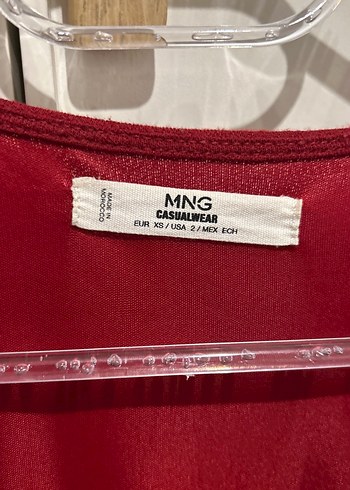 MNG
CASUALWEAR
EUR XS / USA 2 / MEX ECH
MADE IN
MOROCCO